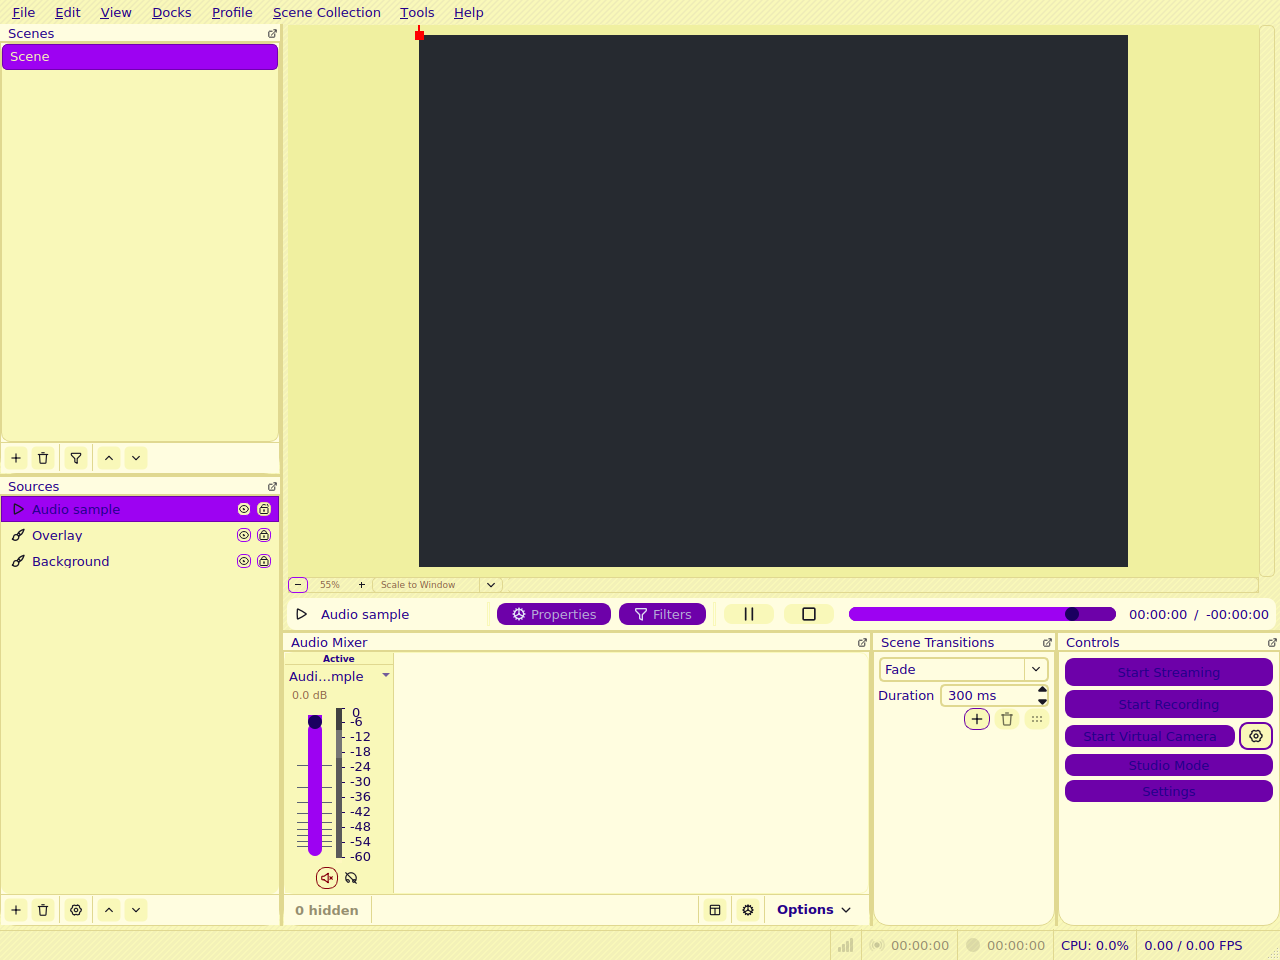 File Edit View Docks Profile Scene Collection Tools Help
Scenes
Scene
55% Scale to Window
Sources
Audio sample
Overlay
Background
Audio sample Properties Filters 00:00:00 / -00:00:00
Audio Mixer
Active
Audi...mple
0.0 dB
0
-6
-12
-18
-24
-30
-36
-42
-48
-54
-60
0 hidden Options
Scene Transitions
Fade
Duration 300 ms
Controls
Start Streaming
Start Recording
Start Virtual Camera
Studio Mode
Settings
00:00:00 00:00:00 CPU: 0.0% 0.00 / 0.00 FPS